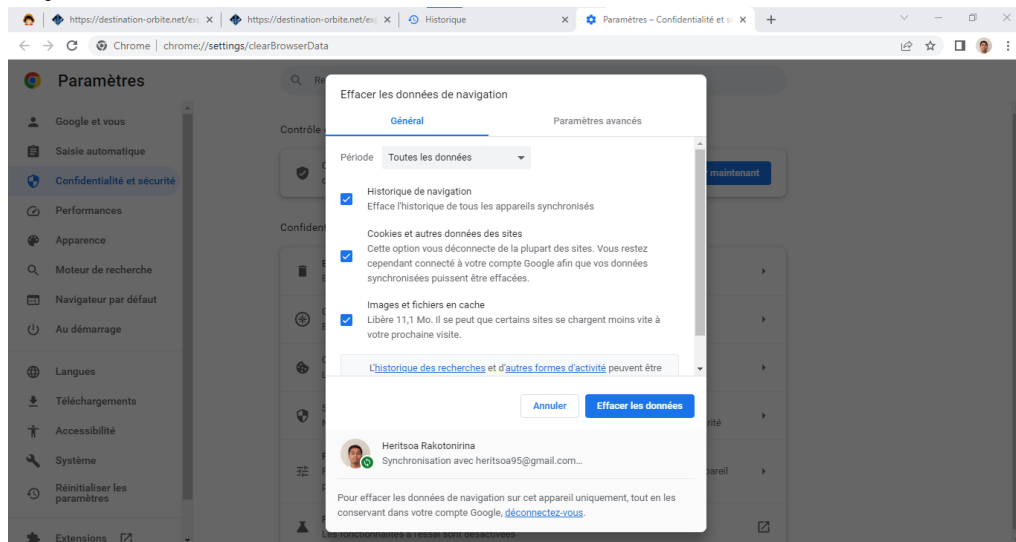 https://destination-orbite.net/exp
https://destination-orbite.net/exp
Historique
Paramètres – Confidentialité et sé
Chrome | chrome://settings/clearBrowserData
Paramètres
Re
Google et vous
Saisie automatique
Confidentialité et sécurité
Performances
Apparence
Moteur de recherche
Navigateur par défaut
Au démarrage
Langues
Téléchargements
Accessibilité
Système
Réinitialiser les
paramètres
Extensions
Contrôle
maintenant
Confident
Effacer les données de navigation
Général
Paramètres avancés
Période Toutes les données
Historique de navigation
Efface l'historique de tous les appareils synchronisés
Cookies et autres données des sites
Cette option vous déconnecte de la plupart des sites. Vous restez
cependant connecté à votre compte Google afin que vos données
synchronisées puissent être effacées.
Images et fichiers en cache
Libère 11,1 Mo. Il se peut que certains sites se chargent moins vite à
votre prochaine visite.
L'historique des recherches et d'autres formes d'activité peuvent être
Annuler
Effacer les données
rité
Heritsoa Rakotonirina
Synchronisation avec heritsoa95@gmail.com...
pareil
Pour effacer les données de navigation sur cet appareil uniquement, tout en les
conservant dans votre compte Google, déconnectez-vous.
Les fonctionnalités à l'essai sont désactivées